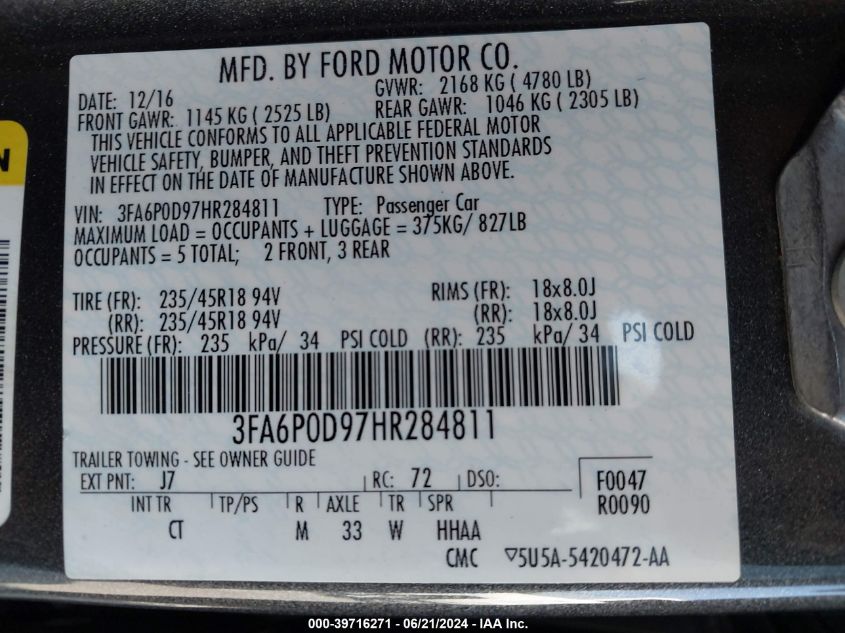 MFD. BY FORD MOTOR CO.
DATE: 12/16 GVWR: 2168 KG ( 4780 LB)
FRONT GAWR: 1145 KG ( 2525 LB) REAR GAWR: 1046 KG ( 2305 LB)
THIS VEHICLE CONFORMS TO ALL APPLICABLE FEDERAL MOTOR
VEHICLE SAFETY, BUMPER, AND THEFT PREVENTION STANDARDS
IN EFFECT ON THE DATE OF MANUFACTURE SHOWN ABOVE.
VIN: 3FA6P0D97HR284811 TYPE: Passenger Car
MAXIMUM LOAD = OCCUPANTS + LUGGAGE = 375KG/ 827LB
OCCUPANTS = 5 TOTAL; 2 FRONT, 3 REAR
TIRE (FR): 235/45R18 94V RIMS (FR): 18x8.0J
(RR): 235/45R18 94V (RR): 18x8.0J
PRESSURE (FR): 235 kPa/ 34 PSI COLD (RR): 235 kPa/ 34 PSI COLD
3FA6P0D97HR284811
TRAILER TOWING - SEE OWNER GUIDE
EXT PNT: J7 RC: 72 DSO: F0047
INT TR TP/PS R AXLE TR SPR R0090
CT M 33 W HHAA
CMC 5U5A-5420472-AA
N
000-39716271 - 06/21/2024 - IAA Inc.